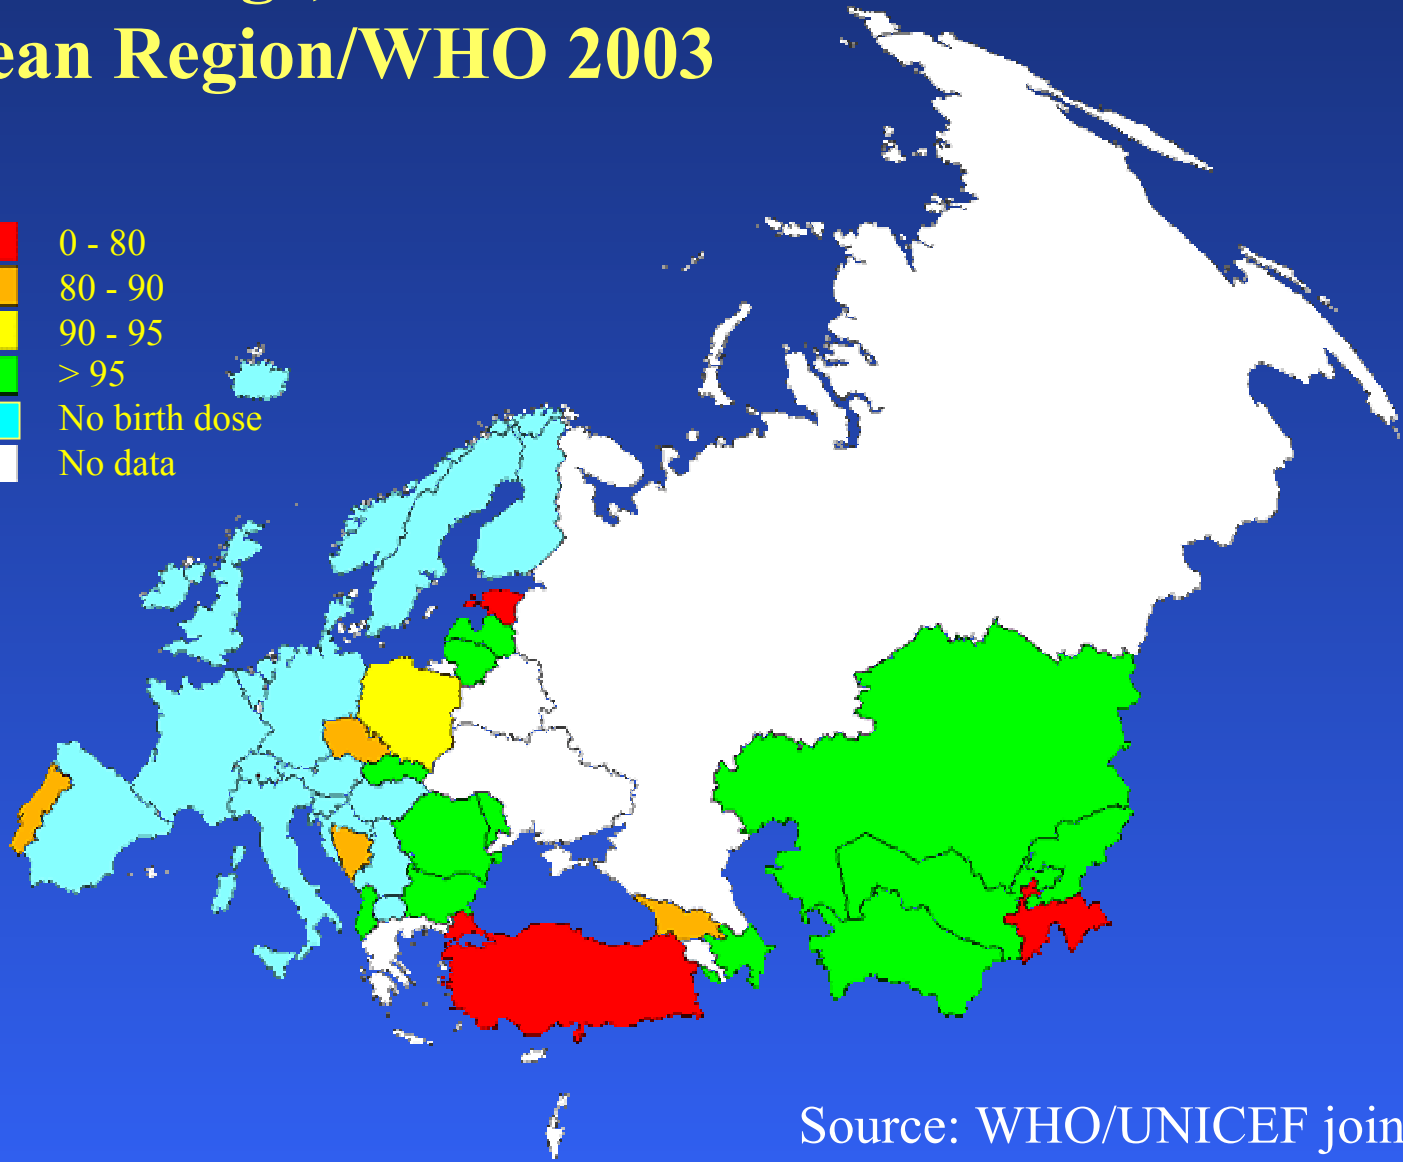 ean Region/WHO 2003
0 - 80
80 - 90
90 - 95
> 95
No birth dose
No data
Source: WHO/UNICEF join